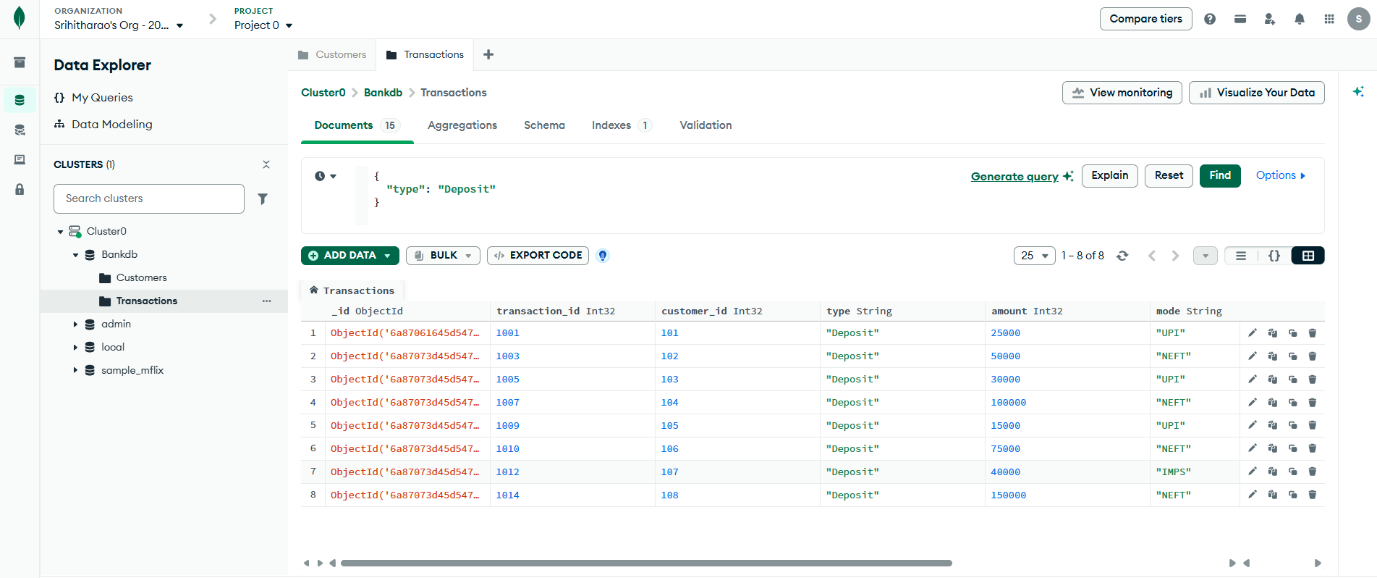 ORGANIZATION
Srihitharao's Org - 20...
PROJECT
Project 0
Compare tiers
S
Data Explorer
My Queries
Data Modeling
CLUSTERS (1)
Search clusters
Cluster0
Bankdb
Customers
Transactions
admin
local
sample_mflix
Customers
Transactions
Cluster0 > Bankdb > Transactions
View monitoring
Visualize Your Data
Documents 15
Aggregations
Schema
Indexes 1
Validation
{
"type": "Deposit"
}
Generate query
Explain
Reset
Find
Options
ADD DATA
BULK
</> EXPORT CODE
25
1 – 8 of 8
{}
Transactions
_id ObjectId transaction_id Int32 customer_id Int32 type String amount Int32 mode String
1 ObjectId('6a87061645d547… 1001 101 "Deposit" 25000 "UPI"
2 ObjectId('6a87073d45d547… 1003 102 "Deposit" 50000 "NEFT"
3 ObjectId('6a87073d45d547… 1005 103 "Deposit" 30000 "UPI"
4 ObjectId('6a87073d45d547… 1007 104 "Deposit" 100000 "NEFT"
5 ObjectId('6a87073d45d547… 1009 105 "Deposit" 15000 "UPI"
6 ObjectId('6a87073d45d547… 1010 106 "Deposit" 75000 "NEFT"
7 ObjectId('6a87073d45d547… 1012 107 "Deposit" 40000 "IMPS"
8 ObjectId('6a87073d45d547… 1014 108 "Deposit" 150000 "NEFT"